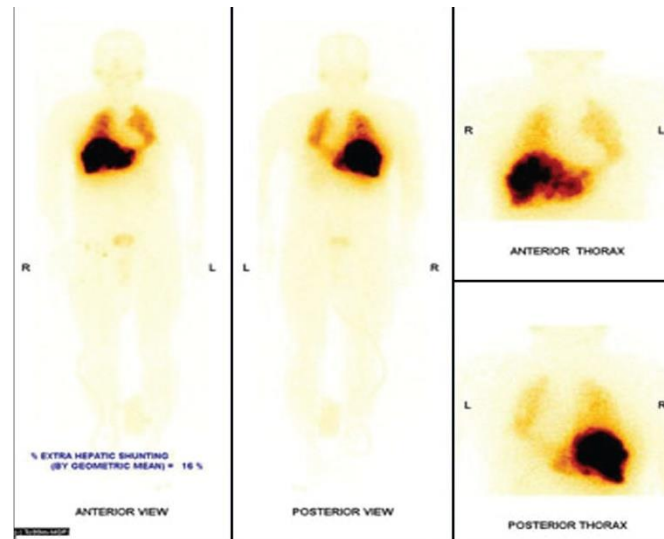 R
L
L
R
R
L
ANTERIOR THORAX
L
R
% EXTRA HEPATIC SHUNTING
(BY GEOMETRIC MEAN) = 16 %
ANTERIOR VIEW
POSTERIOR VIEW
POSTERIOR THORAX